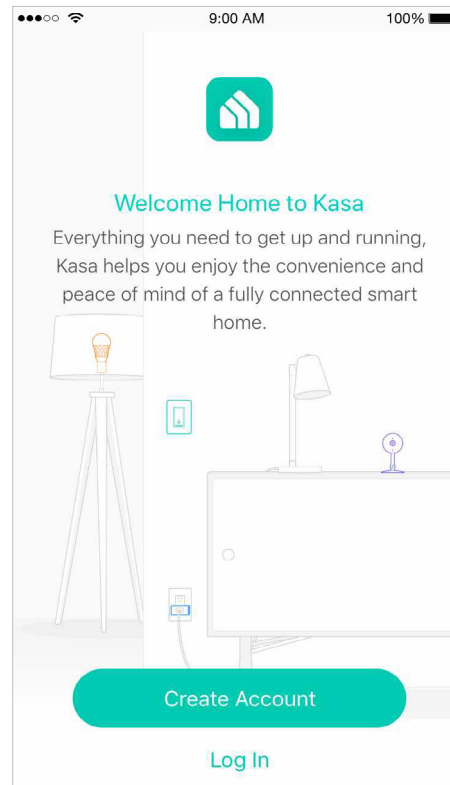 9:00 AM 100%
Welcome Home to Kasa
Everything you need to get up and running,
Kasa helps you enjoy the convenience and
peace of mind of a fully connected smart
home.
Create Account
Log In